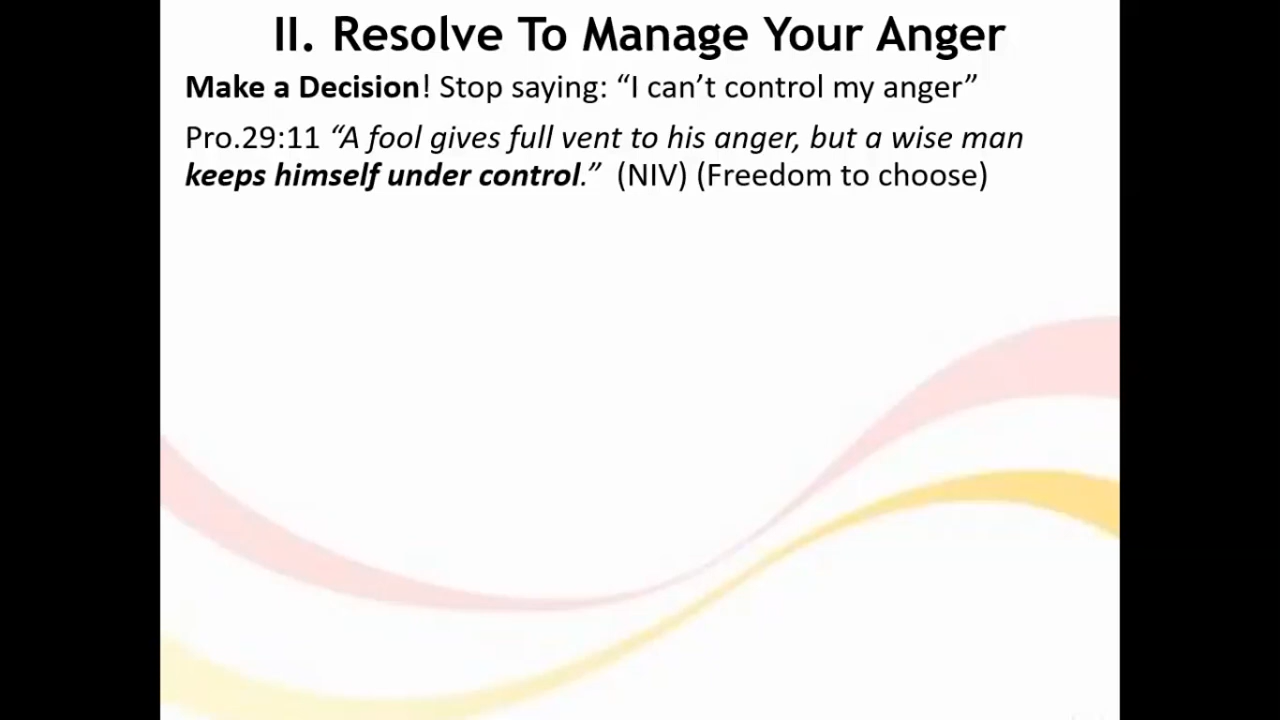 II. Resolve To Manage Your Anger
Make a Decision! Stop saying: “I can’t control my anger”
Pro.29:11 “A fool gives full vent to his anger, but a wise man
keeps himself under control.” (NIV) (Freedom to choose)